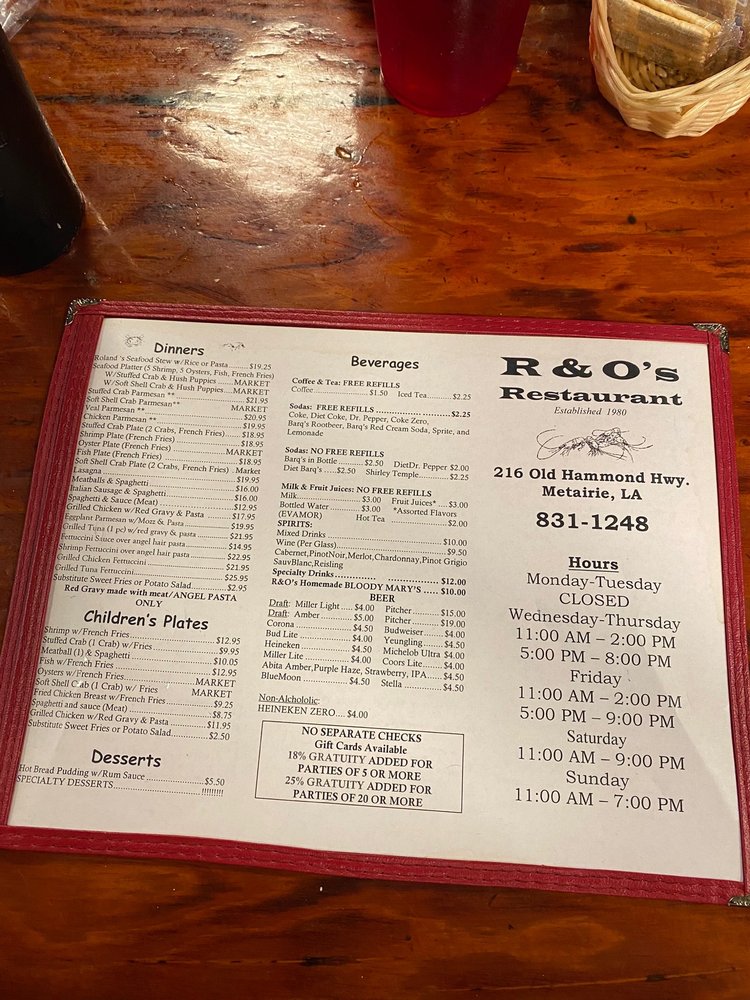 Dinners
Roland 's Seafood Stew w/Rice or Pasta..........$19.25
Seafood Platter (5 Shrimp, 5 Oysters, Fish, French Fries)
W/Stuffed Crab & Hush Puppies ......MARKET
W/Soft Shell Crab & Hush Puppies .....MARKET
Stuffed Crab Parmesan **..........$21.95
Soft Shell Crab Parmesan**.......... MARKET
Veal Parmesan **..........$20.95
Chicken Parmesan **..........$19.95
Stuffed Crab Plate (2 Crabs, French Fries).......$18.95
Shrimp Plate (French Fries)..........$18.95
Oyster Plate (French Fries)..........MARKET
Fish Plate (French Fries)..........$18.95
Soft Shell Crab Plate (2 Crabs, French Fries) ..Market
Lasagna..........$19.95
Meatballs & Spaghetti..........$16.00
Italian Sausage & Spaghetti..........$16.00
Spaghetti & Sauce (Meat)..........$12.95
Grilled Chicken w/Red Gravy & Pasta..........$17.95
Eggplant Parmesan w/Mozz & Pasta..........$19.95
Grilled Tuna (1 pc) w/red gravy & pasta..........$21.95
Fettuccini Sauce over angel hair pasta..........$14.95
Shrimp Fettuccini over angel hair pasta..........$22.95
Grilled Chicken Fettuccini..........$21.95
Grilled Tuna Fettuccini..........$25.95
Substitute Sweet Fries or Potato Salad..........$2.95
Red Gravy made with meat/ANGEL PASTA
ONLY
Children's Plates
Shrimp w/French Fries..........$12.95
Stuffed Crab (1 Crab) w/Fries..........$9.95
Meatball (1) & Spaghetti..........$10.05
Fish w/French Fries..........$12.95
Oysters w/French Fries..........MARKET
Soft Shell Crab (1 Crab) w/ Fries..........MARKET
Fried Chicken Breast w/French Fries..........$9.25
Spaghetti and sauce (Meat)..........$8.75
Grilled Chicken w/Red Gravy & Pasta..........$11.95
Substitute Sweet Fries or Potato Salad..........$2.50
Desserts
Hot Bread Pudding w/Rum Sauce..........$5.50
SPECIALTY DESSERTS..........!!!!!!!!!
Beverages
Coffee & Tea: FREE REFILLS
Coffee..........$1.50 Iced Tea..........$2.25
Sodas: FREE REFILLS..........$2.25
Coke, Diet Coke, Dr. Pepper, Coke Zero,
Barq's Rootbeer, Barq's Red Cream Soda, Sprite, and
Lemonade
Sodas: NO FREE REFILLS
Barq's in Bottle..........$2.50 DietDr. Pepper $2.00
Diet Barq's.....$2.50 Shirley Temple..........$2.25
Milk & Fruit Juices: NO FREE REFILLS
Milk..........$3.00 Fruit Juices*....$3.00
Bottled Water..........$3.00 *Assorted Flavors
(EVAMOR) Hot Tea..........$2.00
SPIRITS:
Mixed Drinks..........$10.00
Wine (Per Glass)..........$9.50
Cabernet,PinotNoir,Merlot,Chardonnay,Pinot Grigio
SauvBlanc,Reisling
Specialty Drinks..........$12.00
R&O's Homemade BLOODY MARY'S..... $10.00
BEER
Draft: Miller Light .... $4.00 Pitcher..........$15.00
Draft: Amber..........$5.00 Pitcher..........$19.00
Corona..........$4.50 Budweiser..........$4.00
Bud Lite..........$4.00 Yeungling..........$4.50
Heineken..........$4.50 Michelob Ultra $4.00
Miller Lite..........$4.00 Coors Lite..........$4.00
Abita Amber,Purple Haze, Strawberry, IPA.....$4.50
BlueMoon..........$4.50 Stella..........$4.50
Non-Alchololic:
HEINEKEN ZERO.... $4.00
NO SEPARATE CHECKS
Gift Cards Available
18% GRATUITY ADDED FOR
PARTIES OF 5 OR MORE
25% GRATUITY ADDED FOR
PARTIES OF 20 OR MORE
R & O's
Restaurant
Established 1980
216 Old Hammond Hwy.
Metairie, LA
831-1248
Hours
Monday-Tuesday
CLOSED
Wednesday-Thursday
11:00 AM – 2:00 PM
5:00 PM – 8:00 PM
Friday
11:00 AM – 2:00 PM
5:00 PM – 9:00 PM
Saturday
11:00 AM – 9:00 PM
Sunday
11:00 AM – 7:00 PM